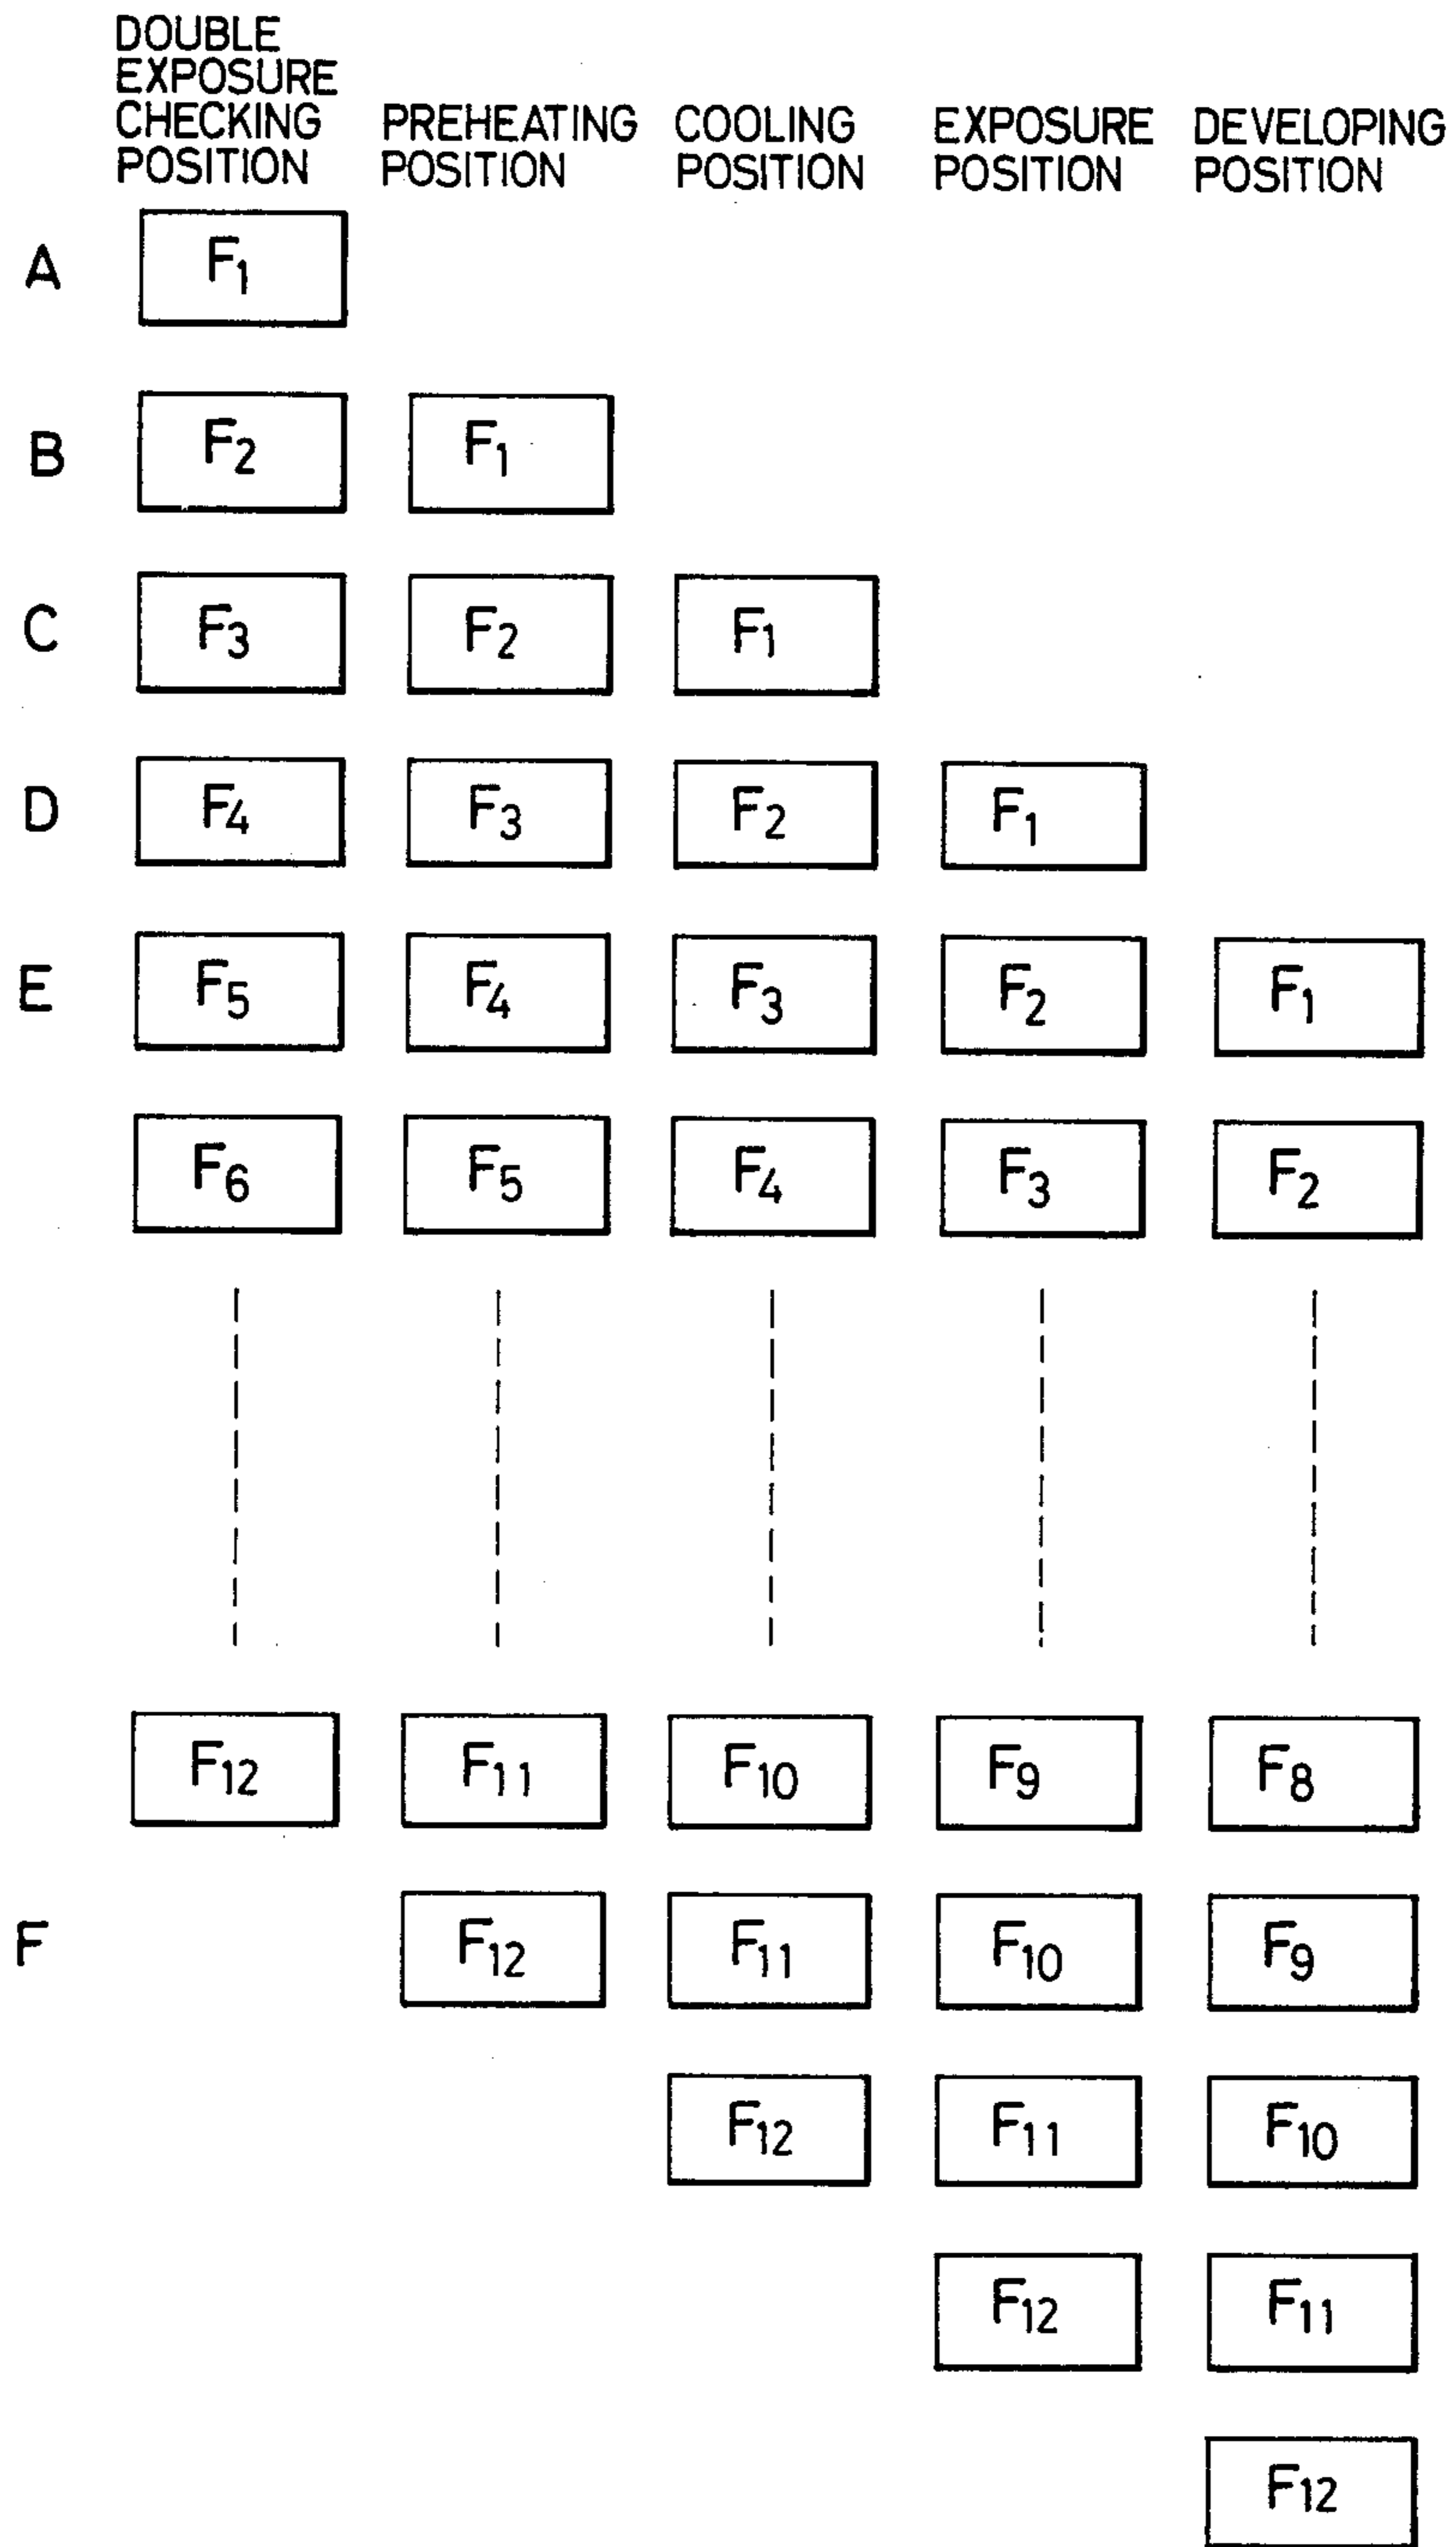 DOUBLE
EXPOSURE
CHECKING
POSITION
PREHEATING
POSITION
COOLING
POSITION
EXPOSURE
POSITION
DEVELOPING
POSITION
A F1
B F2 F1
C F3 F2 F1
D F4 F3 F2 F1
E F5 F4 F3 F2 F1
F6 F5 F4 F3 F2
F12 F11 F10 F9 F8
F F12 F11 F10 F9
F12 F11 F10
F12 F11
F12